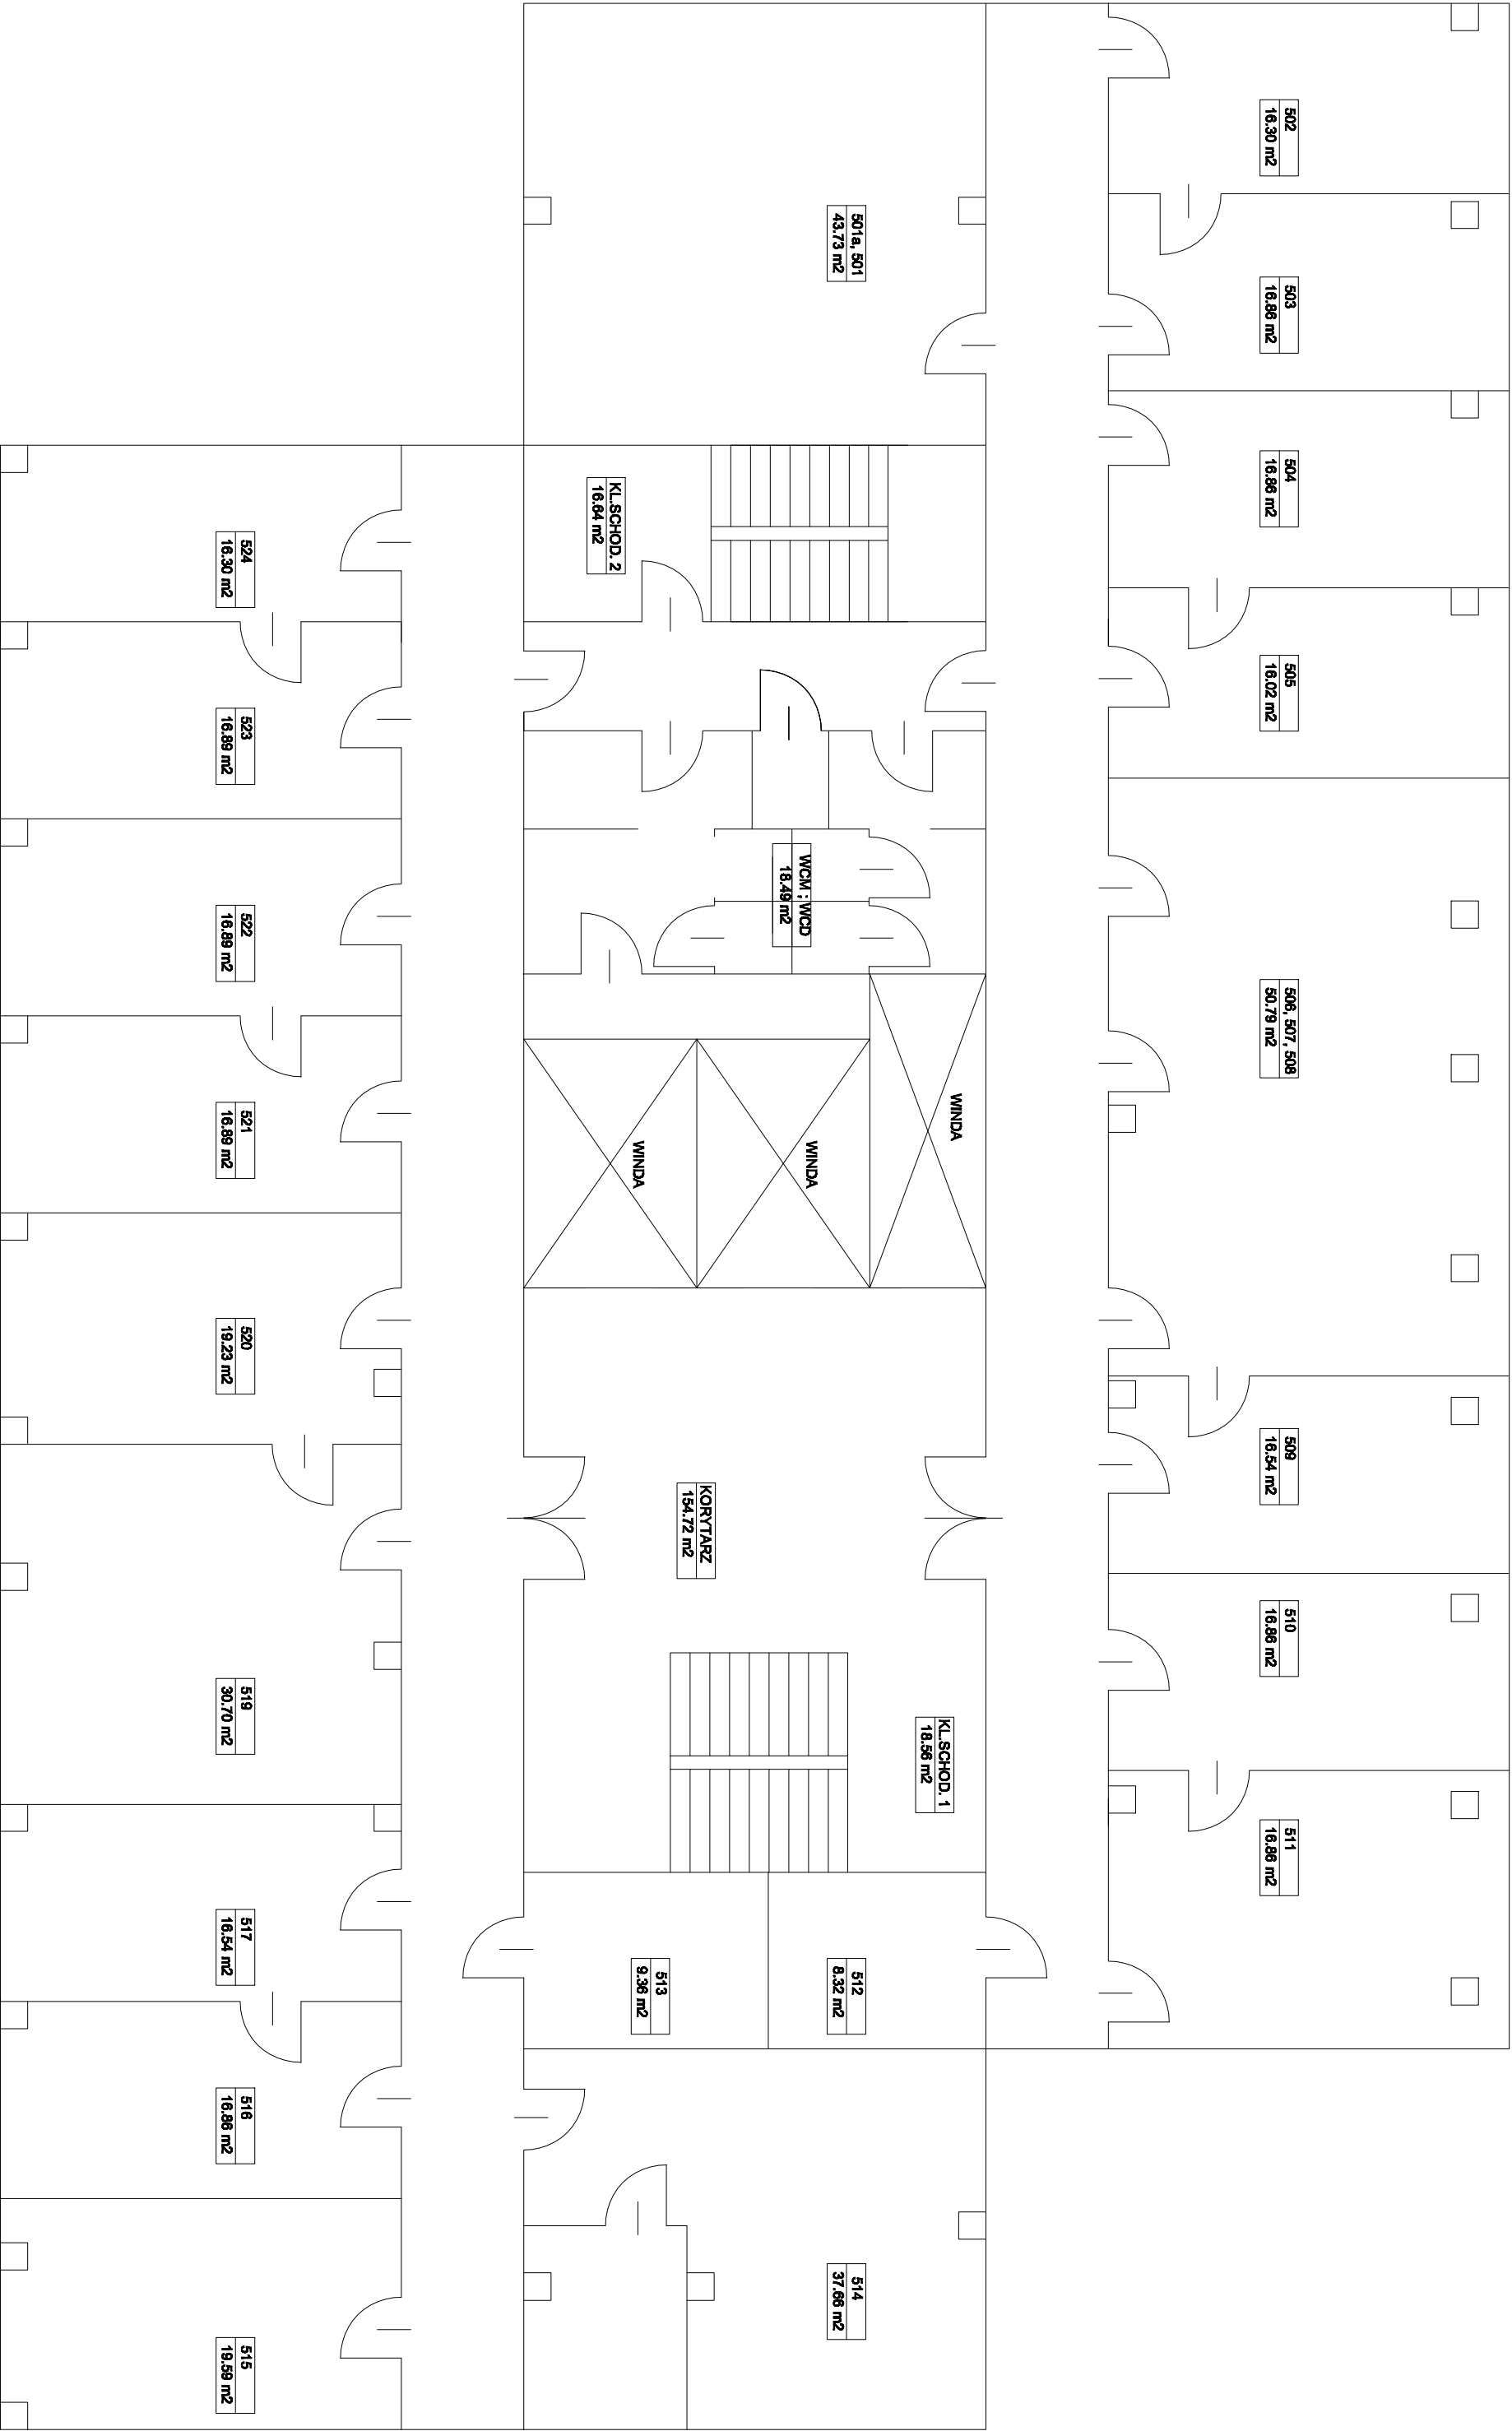 502
16.30 m2
503
16.86 m2
504
16.86 m2
505
16.02 m2
506, 507, 508
50.79 m2
509
16.54 m2
510
16.86 m2
511
16.86 m2
501a, 501
43.73 m2
KL.SCHOD. 2
16.64 m2
WCM ; WCD
18.49 m2
WINDA
WINDA
WINDA
KORYTARZ
154.72 m2
KL.SCHOD. 1
18.56 m2
512
8.32 m2
513
9.36 m2
514
37.66 m2
524
16.30 m2
523
16.89 m2
522
16.89 m2
521
16.89 m2
520
19.23 m2
519
30.70 m2
517
16.54 m2
516
16.86 m2
515
19.59 m2